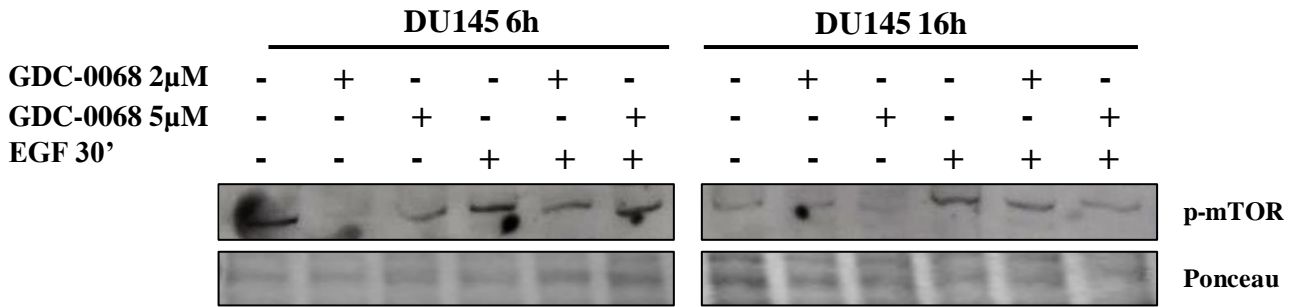 DU145 6h DU145 16h
GDC-0068 2µM - + - - + - - + - - + -
GDC-0068 5µM - - + - - + - - + - - +
EGF 30’ - - - + + + - - - + + +
p-mTOR
Ponceau